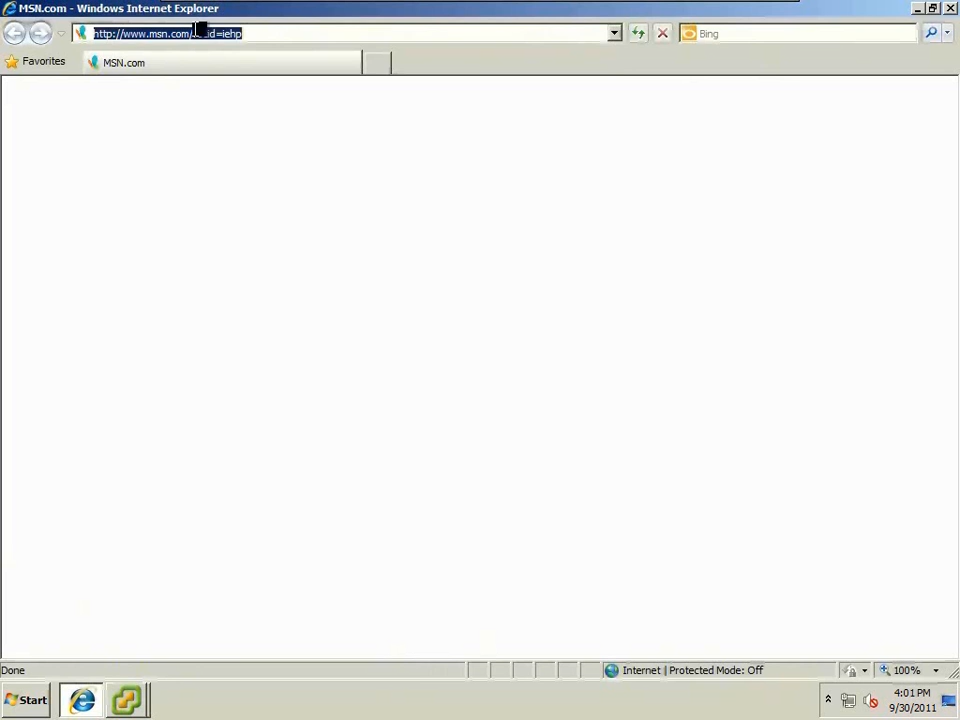 MSN.com - Windows Internet Explorer
http://www.msn.com/ id=iehp
Bing
Favorites
MSN.com
Done
Internet | Protected Mode: Off
100%
Start
4:01 PM
9/30/2011